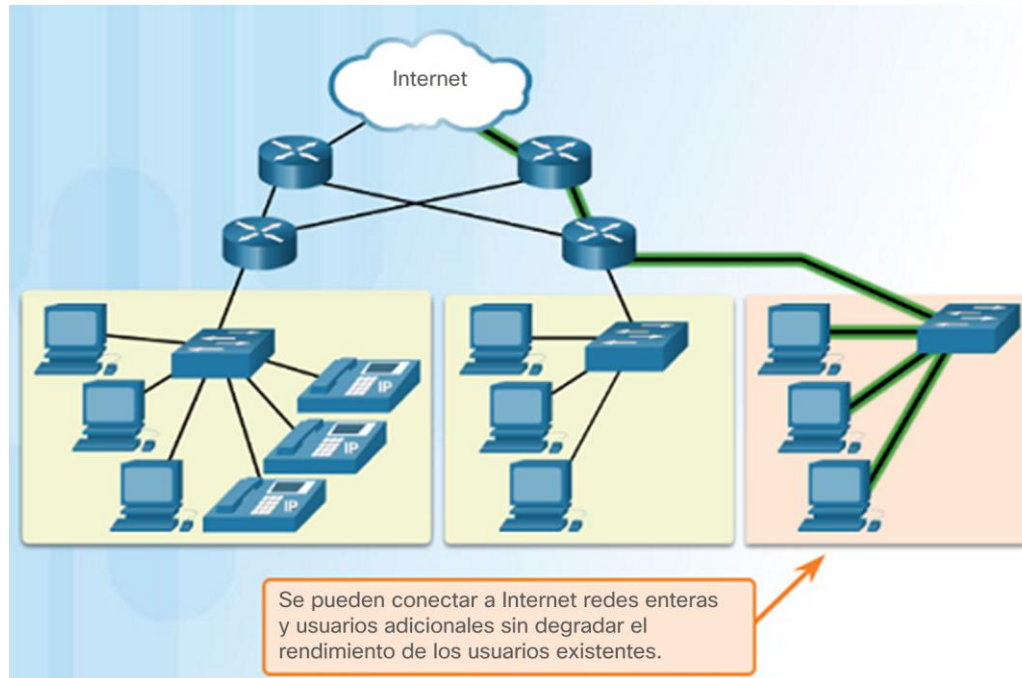 Internet
IP
IP
IP
Se pueden conectar a Internet redes enteras
y usuarios adicionales sin degradar el
rendimiento de los usuarios existentes.